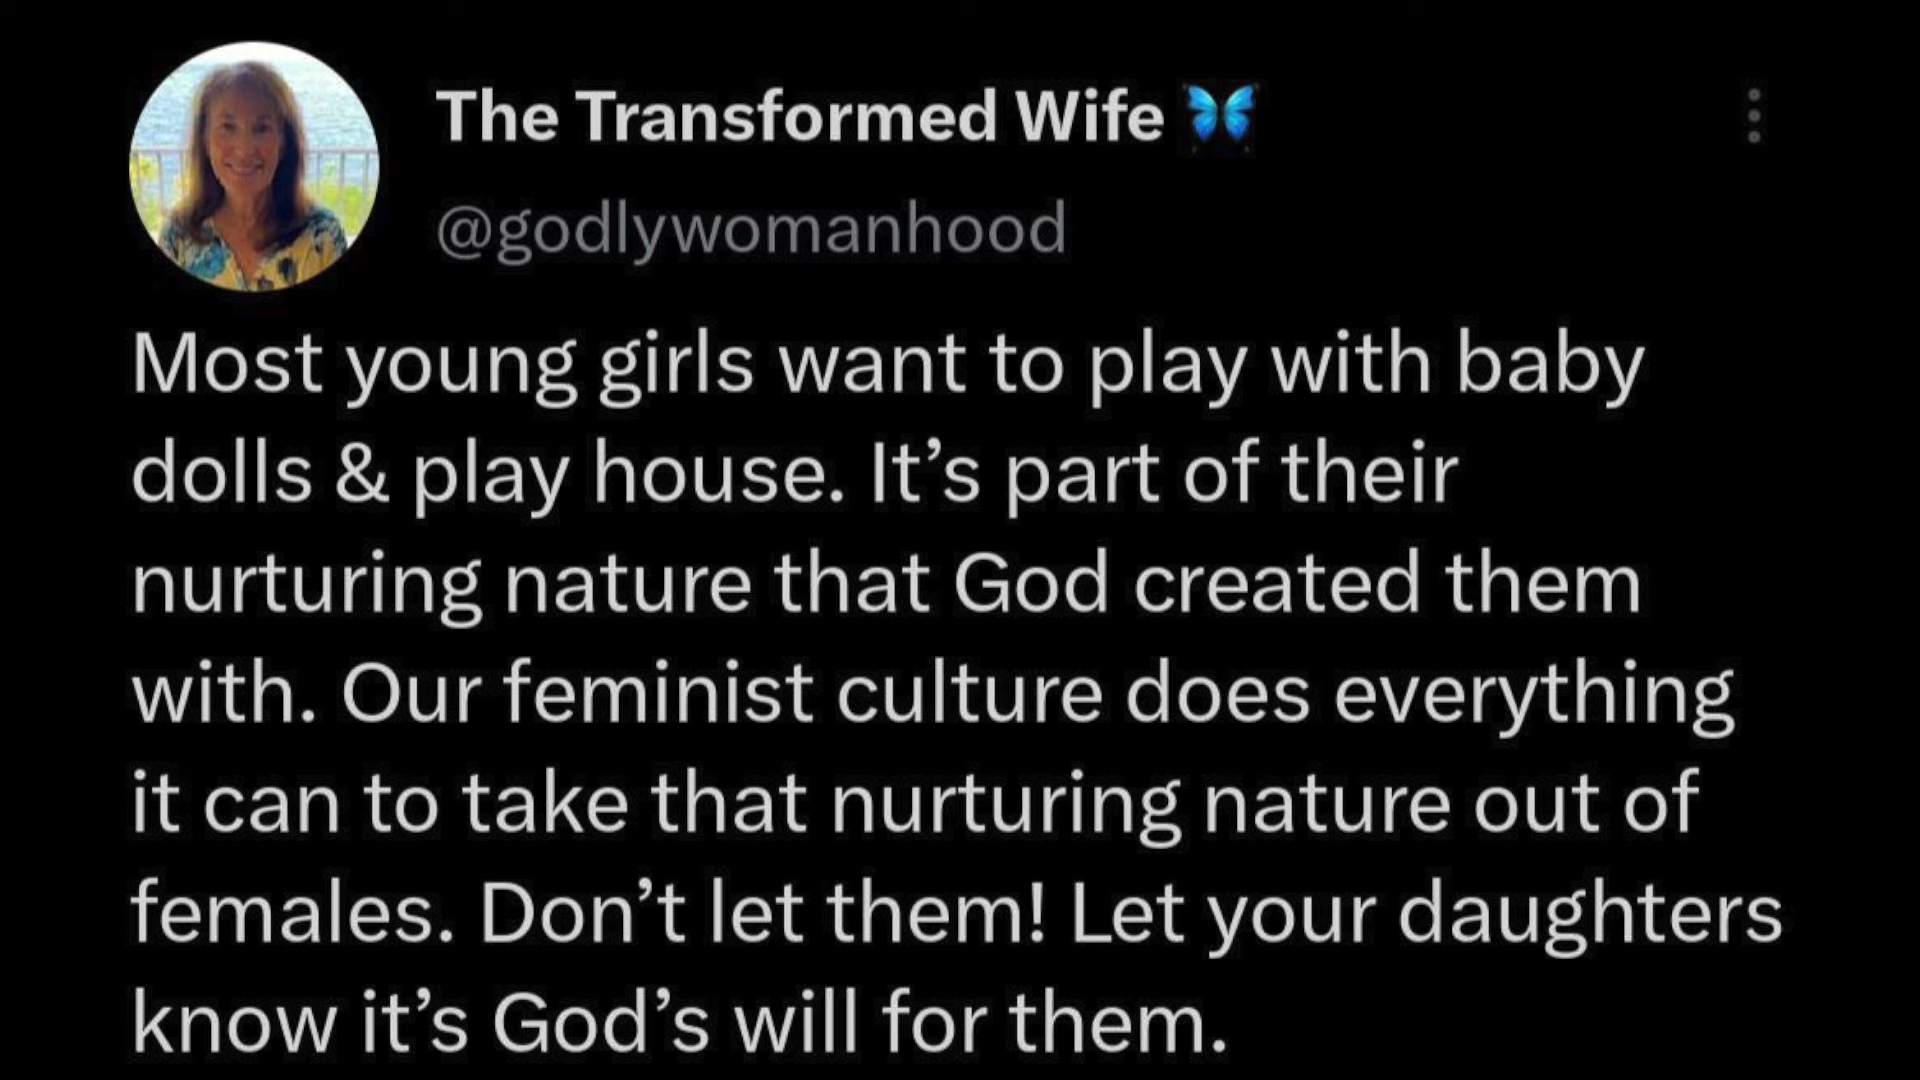 The Transformed Wife 🦋
@godlywomanhood
Most young girls want to play with baby
dolls & play house. It’s part of their
nurturing nature that God created them
with. Our feminist culture does everything
it can to take that nurturing nature out of
females. Don’t let them! Let your daughters
know it’s God’s will for them.